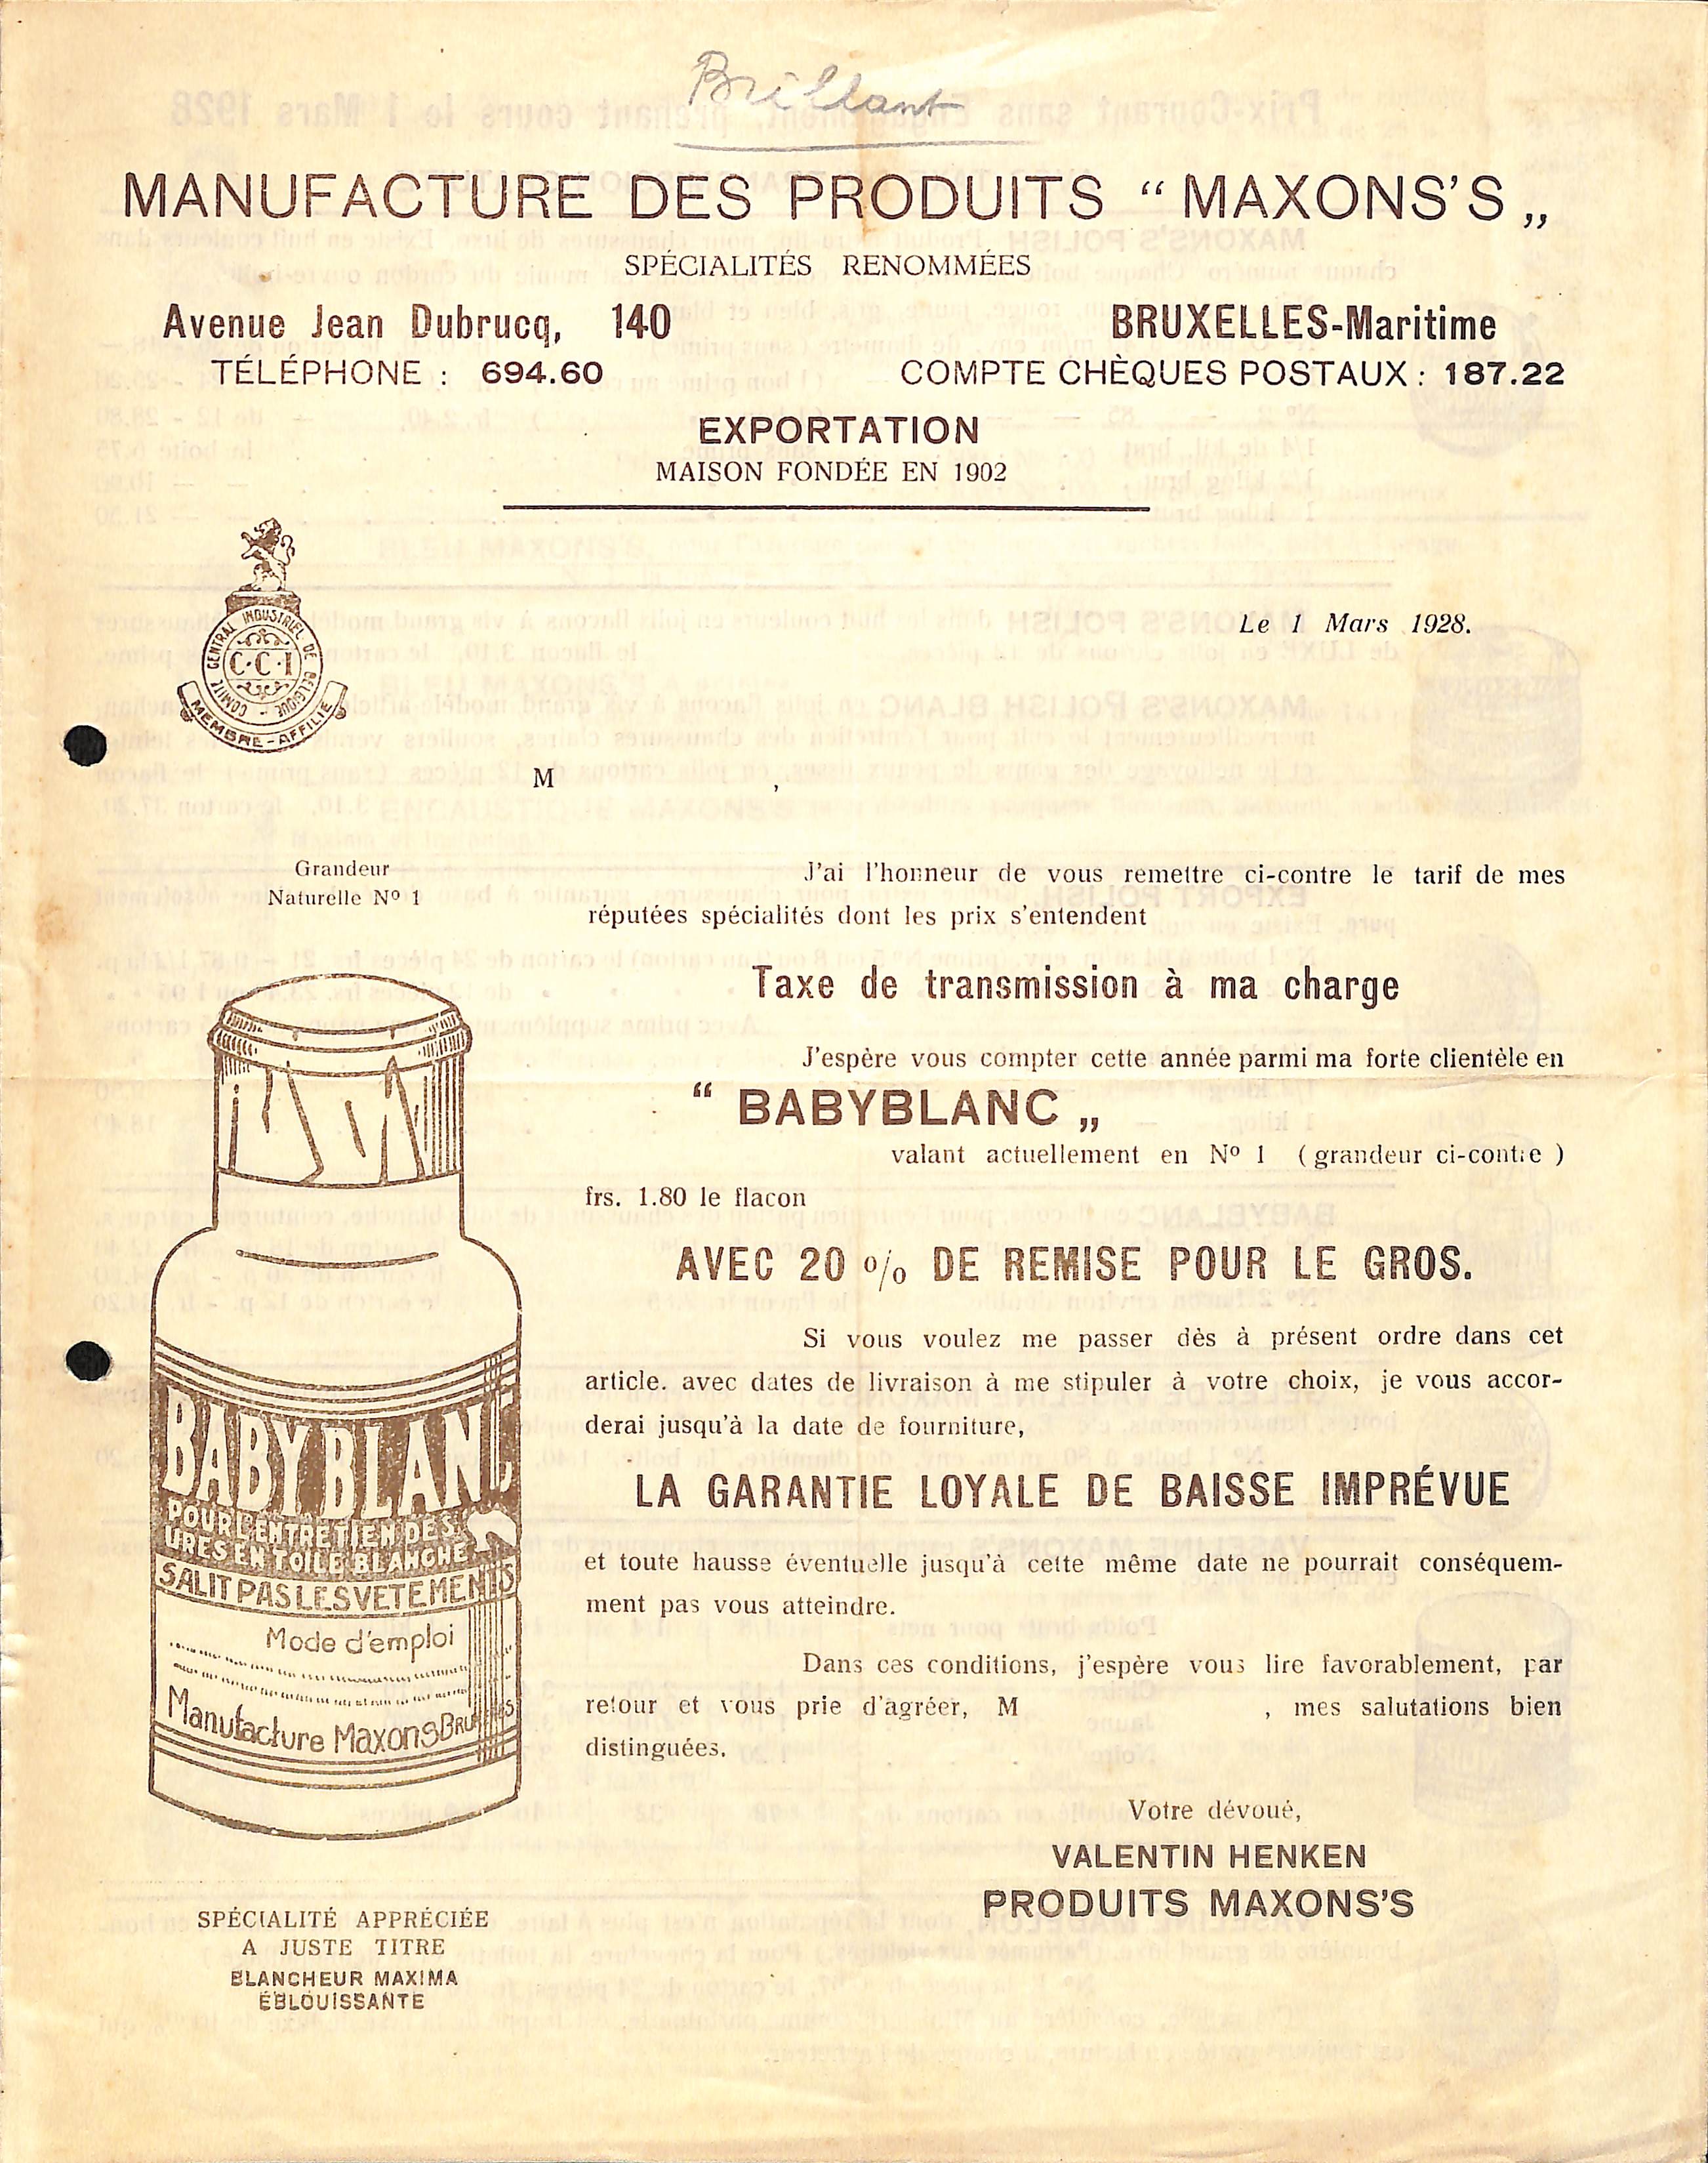 Brillant
MANUFACTURE DES PRODUITS “ MAXONS'S „
SPÉCIALITÉS RENOMMÉES
Avenue Jean Dubrucq, 140 BRUXELLES-Maritime
TÉLÉPHONE : 694.60 COMPTE CHÈQUES POSTAUX : 187.22
EXPORTATION
MAISON FONDÉE EN 1902
COMITÉ CENTRAL INDUSTRIEL DE BELGIQUE
C·C·I
MEMBRE-AFFILIÉ
Le 1 Mars 1928.
M ,
Grandeur
Naturelle Nº 1
J'ai l'honneur de vous remettre ci-contre le tarif de mes
réputées spécialités dont les prix s'entendent
Taxe de transmission à ma charge
J'espère vous compter cette année parmi ma forte clientèle en
“ BABYBLANC „
valant actuellement en Nº 1 ( grandeur ci-contre )
frs. 1.80 le flacon
AVEC 20 % DE REMISE POUR LE GROS.
Si vous voulez me passer dès à présent ordre dans cet
article. avec dates de livraison à me stipuler à votre choix, je vous accor-
derai jusqu'à la date de fourniture,
LA GARANTIE LOYALE DE BAISSE IMPRÉVUE
et toute hausse éventuelle jusqu'à cette même date ne pourrait conséquem-
ment pas vous atteindre.
Dans ces conditions, j'espère vous lire favorablement, par
retour et vous prie d'agréer, M , mes salutations bien
distinguées.
Votre dévoué,
VALENTIN HENKEN
PRODUITS MAXONS'S
BABYBLANC
POUR L'ENTRETIEN DES
URES EN TOILE BLANCHE
SALIT PAS LES VETEMENTS
Mode d'emploi
Manufacture Maxons
SPÉCIALITÉ APPRÉCIÉE
A JUSTE TITRE
BLANCHEUR MAXIMA
ÉBLOUISSANTE